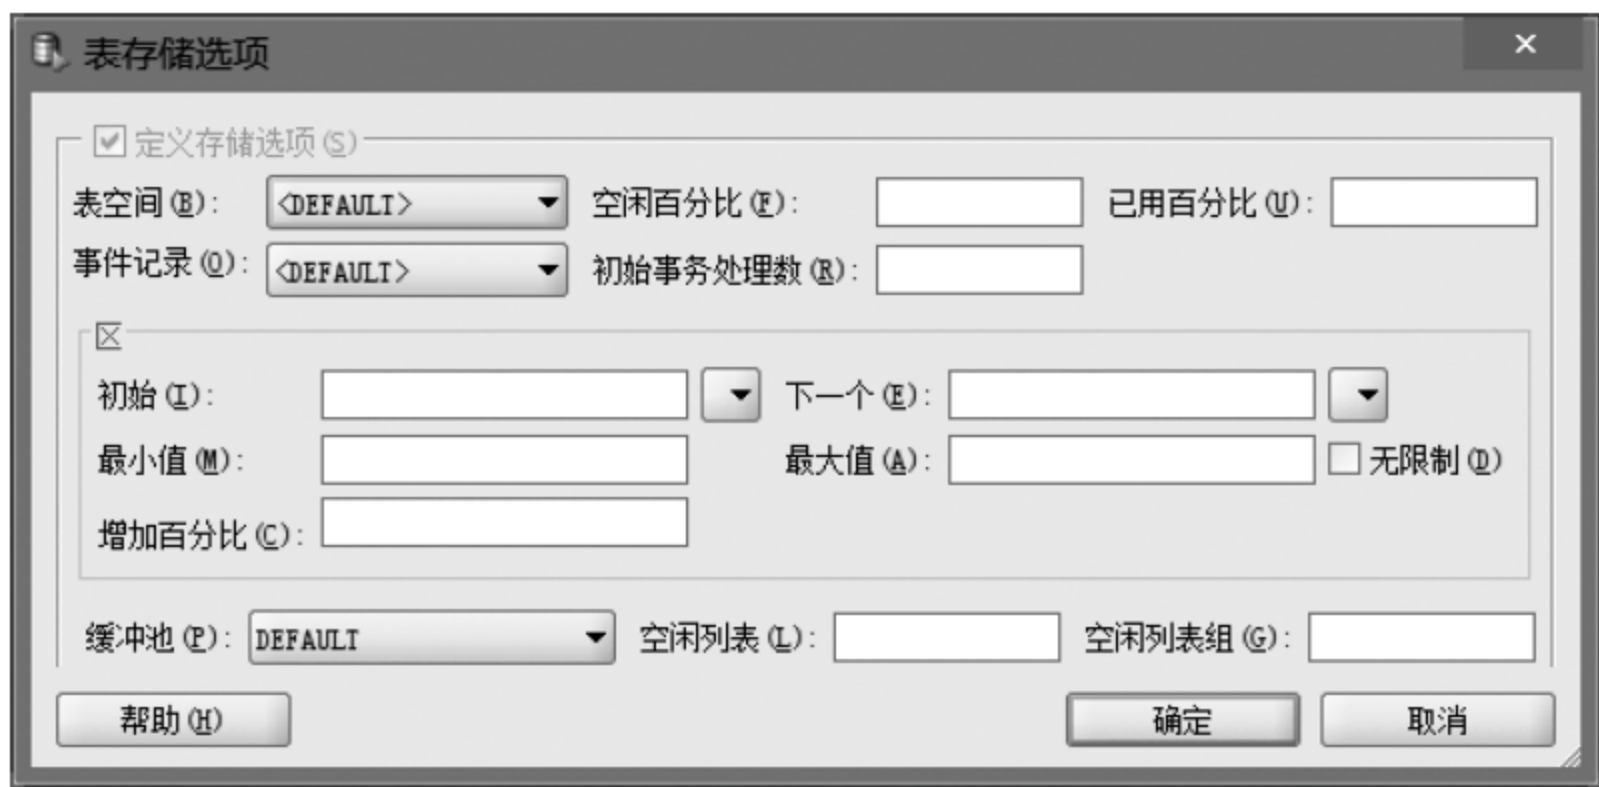 表存储选项
定义存储选项(S)
表空间(B): <DEFAULT> 空闲百分比(F): 已用百分比(U):
事件记录(O): <DEFAULT> 初始事务处理数(R):
区
初始(I): 下一个(E):
最小值(M): 最大值(A): 无限制(D)
增加百分比(C):
缓冲池(P): DEFAULT 空闲列表(L): 空闲列表组(G):
帮助(H) 确定 取消